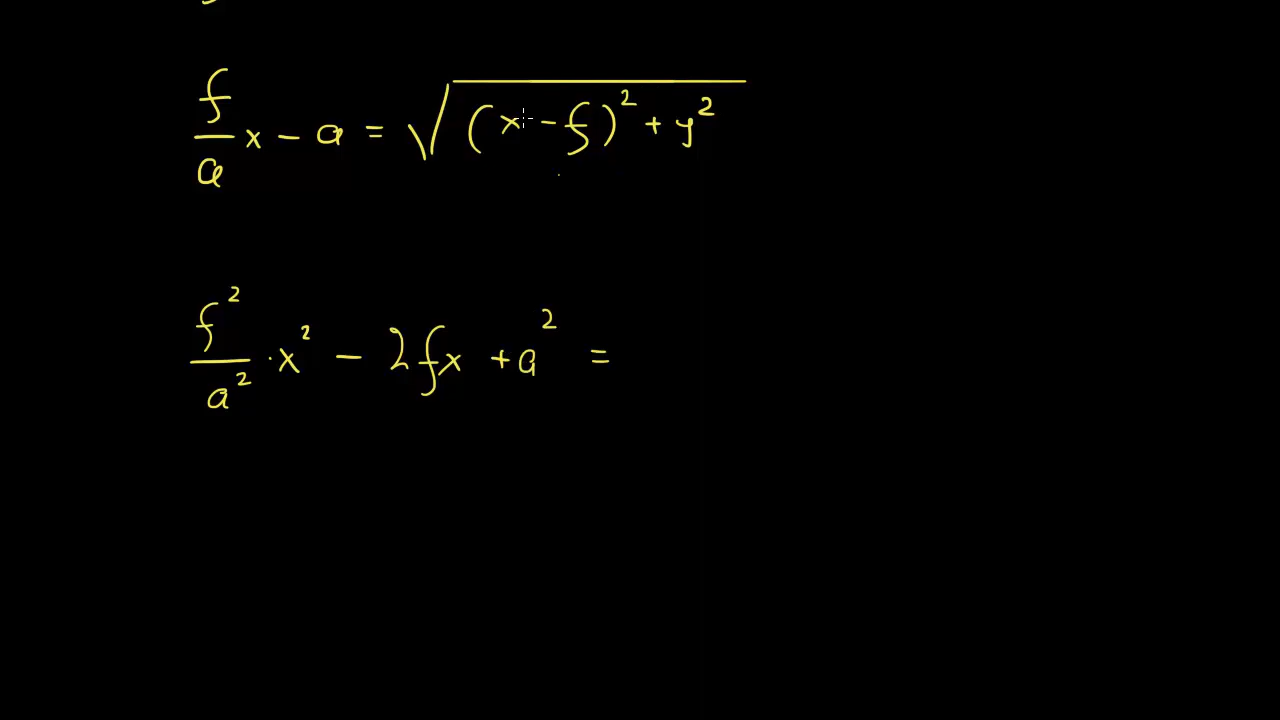 f/a x - a = √((x - f)² + y²)
f²/a² · x² - 2fx + a² =